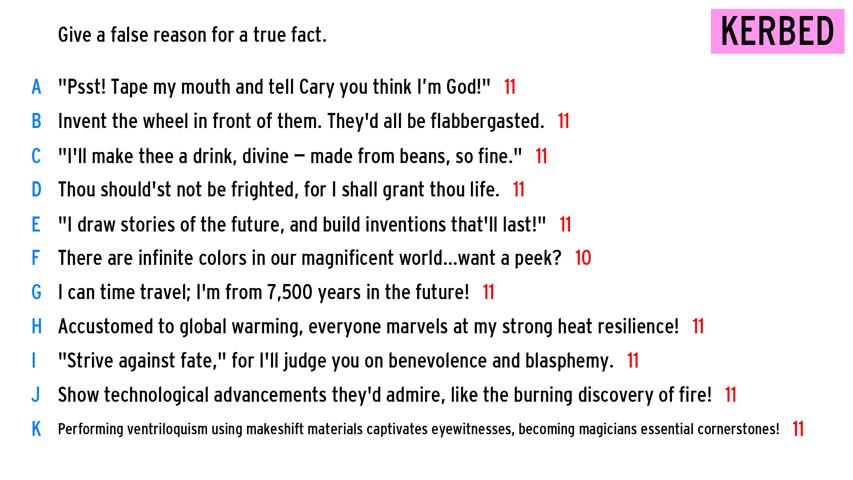 Give a false reason for a true fact.
KERBED
A "Psst! Tape my mouth and tell Cary you think I'm God!" 11
B Invent the wheel in front of them. They'd all be flabbergasted. 11
C "I'll make thee a drink, divine – made from beans, so fine." 11
D Thou should'st not be frighted, for I shall grant thou life. 11
E "I draw stories of the future, and build inventions that'll last!" 11
F There are infinite colors in our magnificent world...want a peek? 10
G I can time travel; I'm from 7,500 years in the future! 11
H Accustomed to global warming, everyone marvels at my strong heat resilience! 11
I "Strive against fate," for I'll judge you on benevolence and blasphemy. 11
J Show technological advancements they'd admire, like the burning discovery of fire! 11
K Performing ventriloquism using makeshift materials captivates eyewitnesses, becoming magicians essential cornerstones! 11